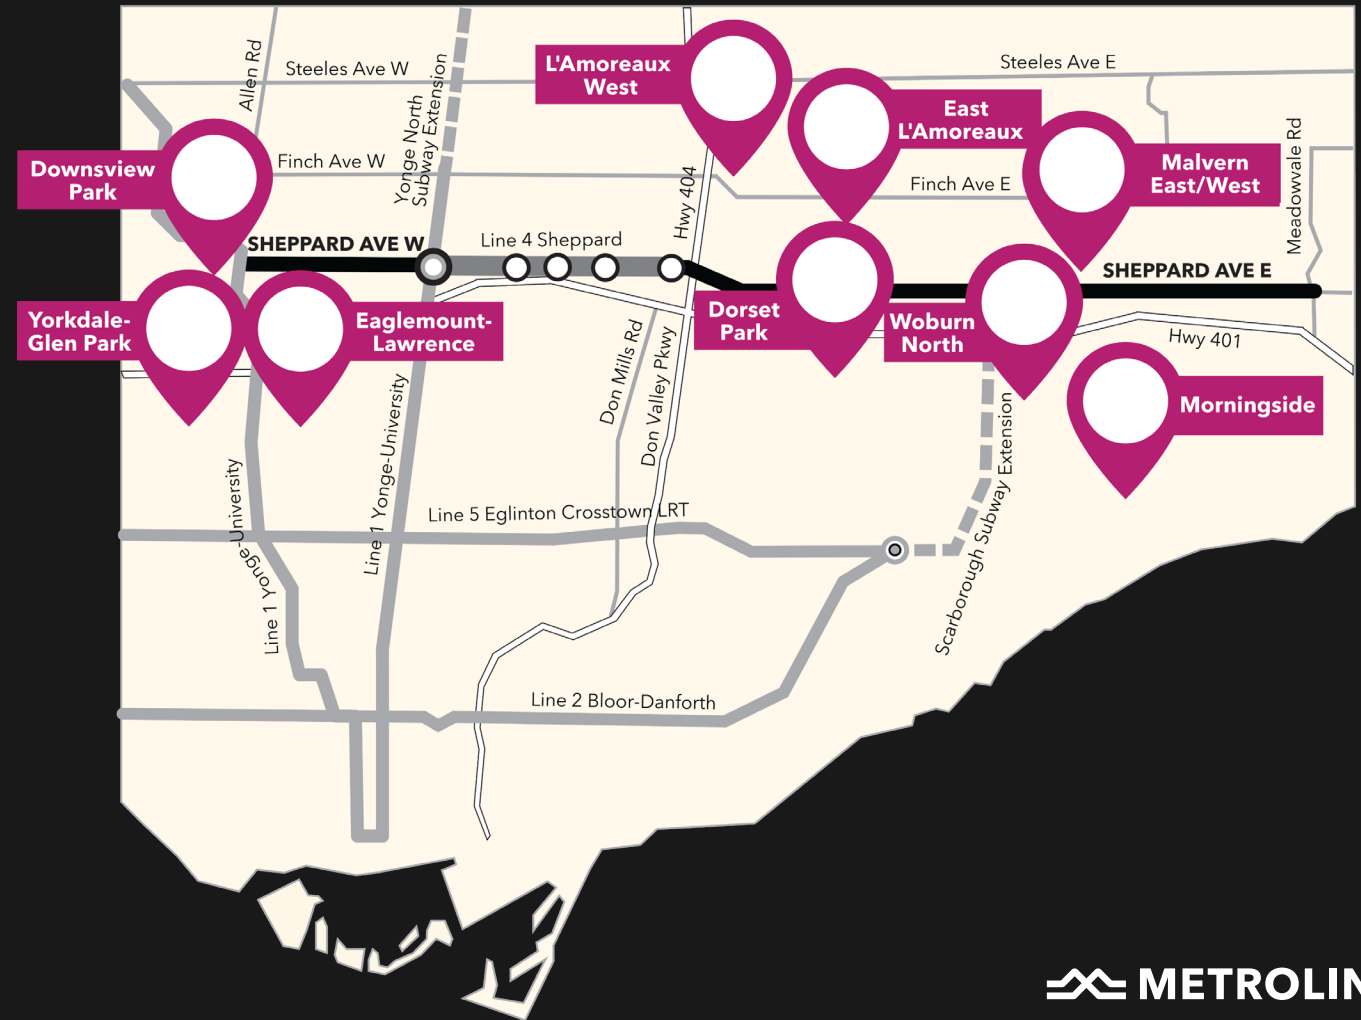 Allen Rd
Steeles Ave W
Yonge North
Subway Extension
L'Amoreaux
West
Steeles Ave E
East
L'Amoreaux
Meadowvale Rd
Downsview
Park
Finch Ave W
Hwy 404
Finch Ave E
Malvern
East/West
SHEPPARD AVE W
Line 4 Sheppard
SHEPPARD AVE E
Yorkdale-
Glen Park
Eaglemount-
Lawrence
Dorset
Park
Woburn
North
Hwy 401
Don Mills Rd
Don Valley Pkwy
Morningside
Line 1 Yonge-University
Line 1 Yonge-University
Line 5 Eglinton Crosstown LRT
Scarborough Subway Extension
Line 2 Bloor-Danforth
METROLIN